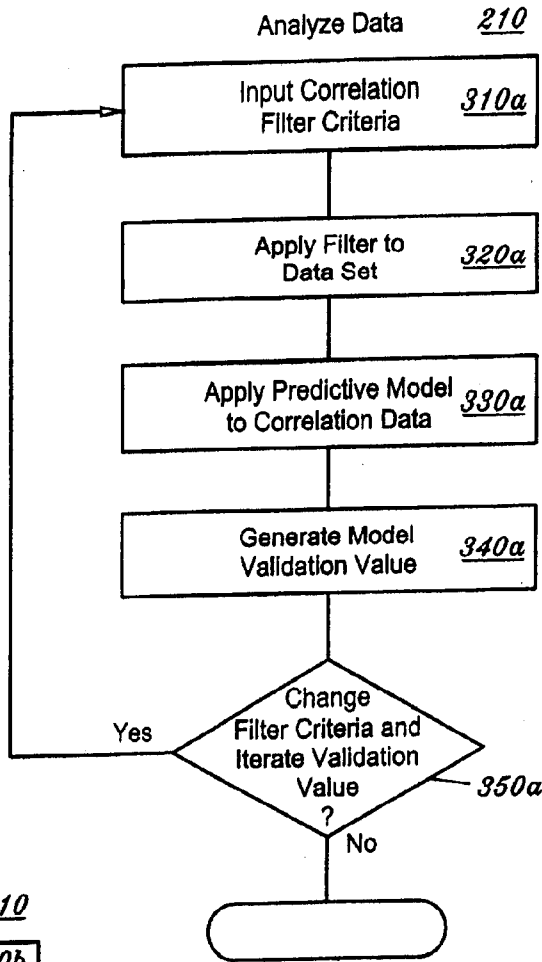 Analyze Data 210
Input Correlation
Filter Criteria
310a
Apply Filter to
Data Set
320a
Apply Predictive Model
to Correlation Data
330a
Generate Model
Validation Value
340a
Change
Filter Criteria and
Iterate Validation
Value
?
350a
Yes
No
10
0b